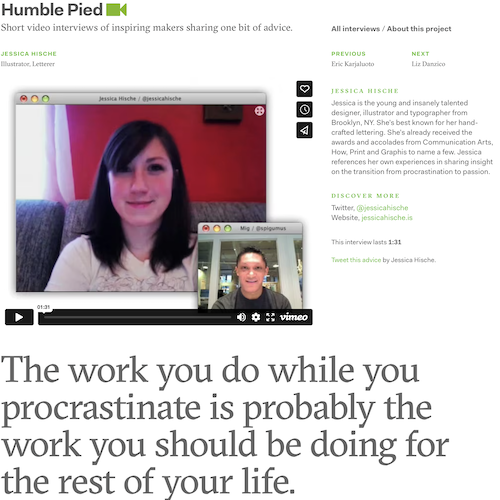 Humble Pied
Short video interviews of inspiring makers sharing one bit of advice.
All interviews / About this project
JESSICA HISCHE
Illustrator, Letterer
PREVIOUS
Eric Karjaluoto
NEXT
Liz Danzico
Jessica Hische / @jessicahische
Mig / @spigumus
01:31
vimeo
JESSICA HISCHE
Jessica is the young and insanely talented
designer, illustrator and typographer from
Brooklyn, NY. She's best known for her hand-
crafted lettering. She's already received the
awards and accolades from Communication Arts,
How, Print and Graphis to name a few. Jessica
references her own experiences in sharing insight
on the transition from procrastination to passion.
DISCOVER MORE
Twitter, @jessicahische
Website, jessicahische.is
This interview lasts 1:31
Tweet this advice by Jessica Hische.
The work you do while you
procrastinate is probably the
work you should be doing for
the rest of your life.